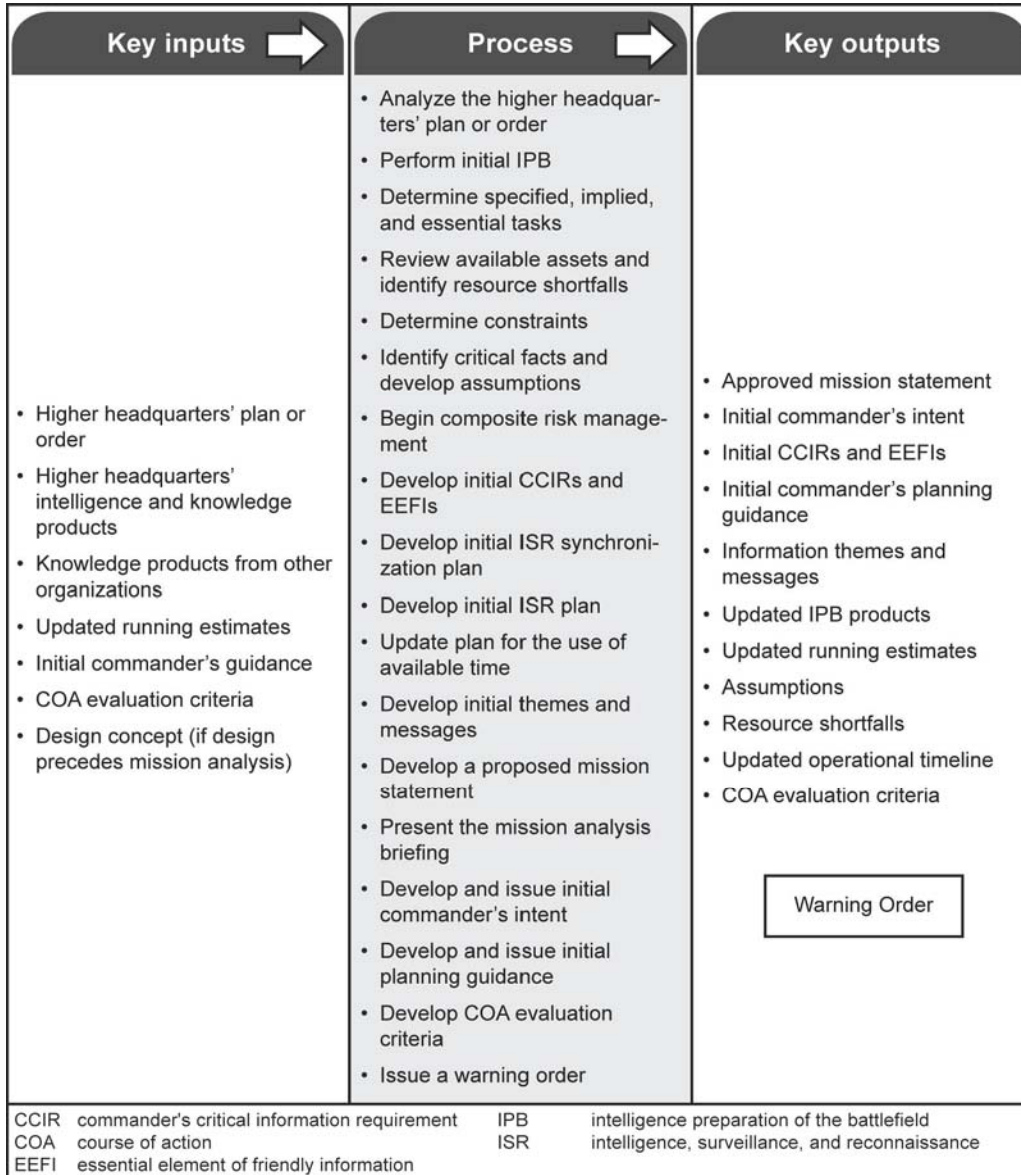 Key inputs
• Higher headquarters' plan or
order
• Higher headquarters'
intelligence and knowledge
products
• Knowledge products from other
organizations
• Updated running estimates
• Initial commander's guidance
• COA evaluation criteria
• Design concept (if design
precedes mission analysis)
Process
• Analyze the higher headquar-
ters' plan or order
• Perform initial IPB
• Determine specified, implied,
and essential tasks
• Review available assets and
identify resource shortfalls
• Determine constraints
• Identify critical facts and
develop assumptions
• Begin composite risk manage-
ment
• Develop initial CCIRs and
EEFIs
• Develop initial ISR synchroni-
zation plan
• Develop initial ISR plan
• Update plan for the use of
available time
• Develop initial themes and
messages
• Develop a proposed mission
statement
• Present the mission analysis
briefing
• Develop and issue initial
commander's intent
• Develop and issue initial
planning guidance
• Develop COA evaluation
criteria
• Issue a warning order
Key outputs
• Approved mission statement
• Initial commander's intent
• Initial CCIRs and EEFIs
• Initial commander's planning
guidance
• Information themes and
messages
• Updated IPB products
• Updated running estimates
• Assumptions
• Resource shortfalls
• Updated operational timeline
• COA evaluation criteria
Warning Order
CCIR commander's critical information requirement
COA course of action
EEFI essential element of friendly information
IPB intelligence preparation of the battlefield
ISR intelligence, surveillance, and reconnaissance